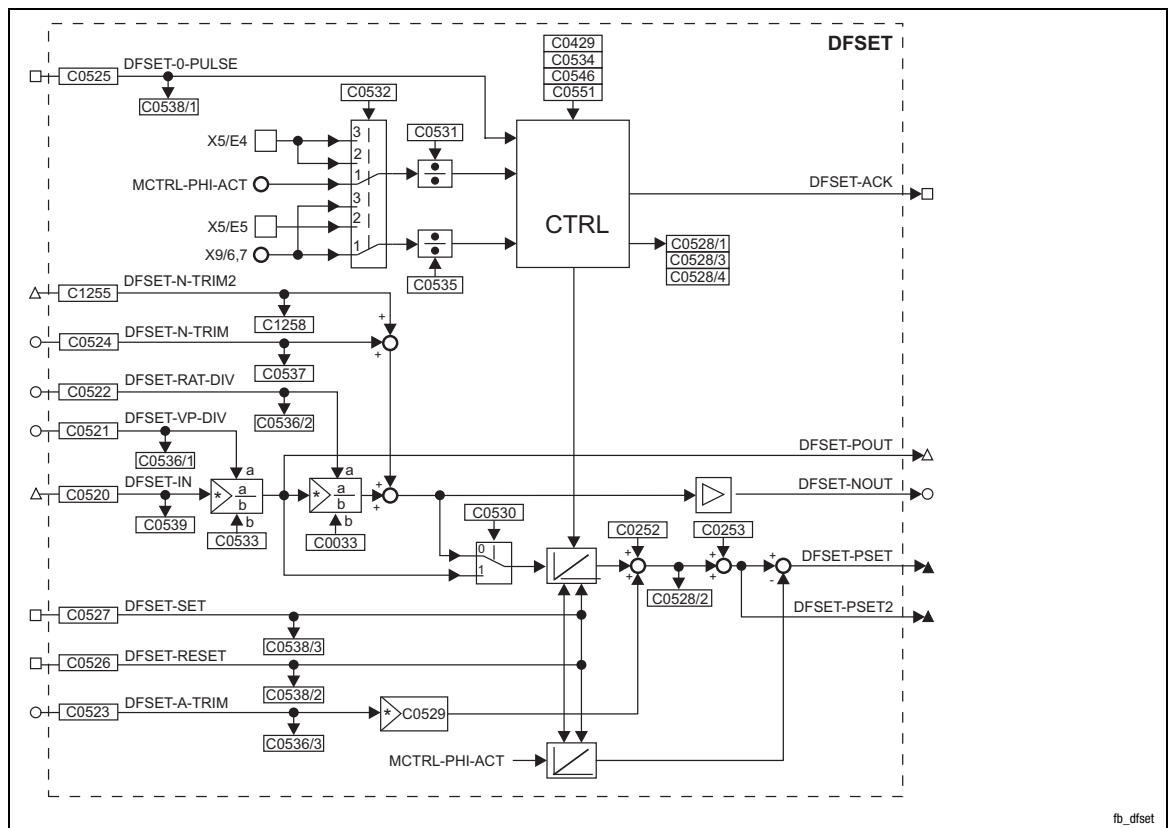 DFSET
C0429
C0534
C0546
C0551
DFSET-0-PULSE
C0525
C0538/1
C0532
C0531
X5/E4
3
2
MCTRL-PHI-ACT
1
3
X5/E5
2
X9/6,7
1
C0535
CTRL
DFSET-ACK
C0528/1
C0528/3
C0528/4
DFSET-N-TRIM2
C1255
C1258
+
DFSET-N-TRIM
C0524
+
C0537
DFSET-RAT-DIV
C0522
C0536/2
DFSET-VP-DIV
C0521
C0536/1
DFSET-POUT
a
a
DFSET-IN
C0520
* a
b
* a
b
+
+
DFSET-NOUT
C0539
b
b
C0533
C0033
C0530
0
1
C0252
C0253
+
+
+
+
+
-
DFSET-PSET
C0528/2
DFSET-PSET2
DFSET-SET
C0527
C0538/3
DFSET-RESET
C0526
C0538/2
DFSET-A-TRIM
C0523
* C0529
C0536/3
MCTRL-PHI-ACT
fb_dfset